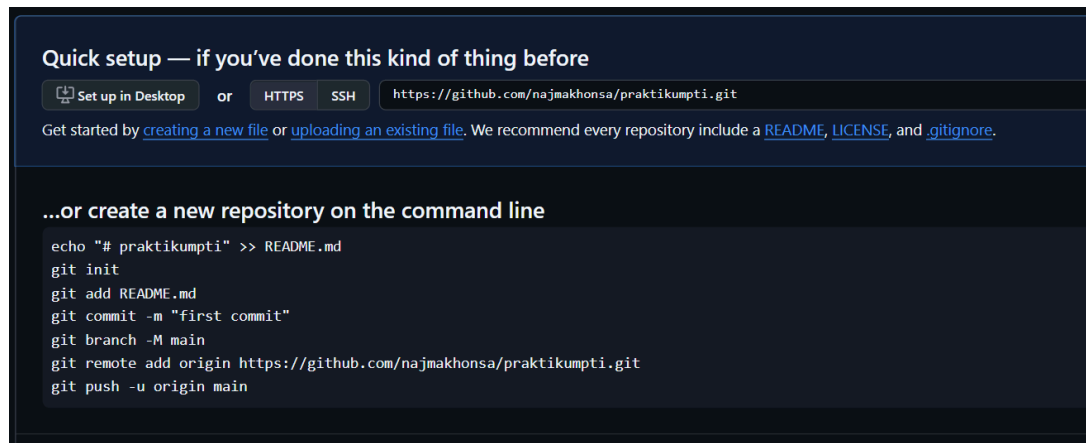 Quick setup — if you’ve done this kind of thing before
Set up in Desktop or HTTPS SSH https://github.com/najmakhonsa/praktikumpti.git
Get started by creating a new file or uploading an existing file. We recommend every repository include a README, LICENSE, and .gitignore.
...or create a new repository on the command line
echo "# praktikumpti" >> README.md
git init
git add README.md
git commit -m "first commit"
git branch -M main
git remote add origin https://github.com/najmakhonsa/praktikumpti.git
git push -u origin main